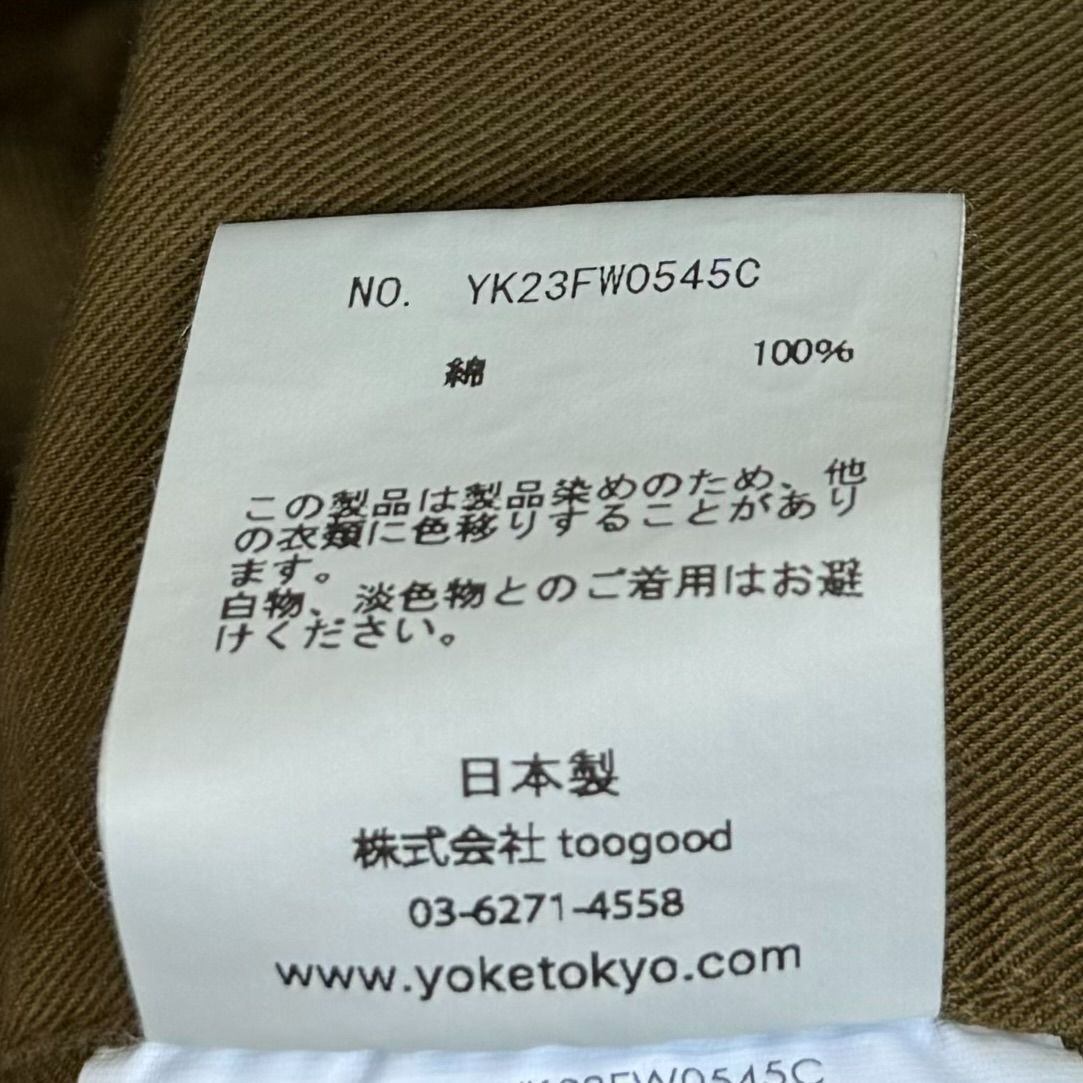 NO. YK23FW0545C
綿 100%
この製品は製品染めのため、他
の衣類に色移りすることがあり
ます。
白物、淡色物とのご着用はお避
けください。
日本製
株式会社 toogood
03-6271-4558
www.yoketokyo.com
YK23FW0545C